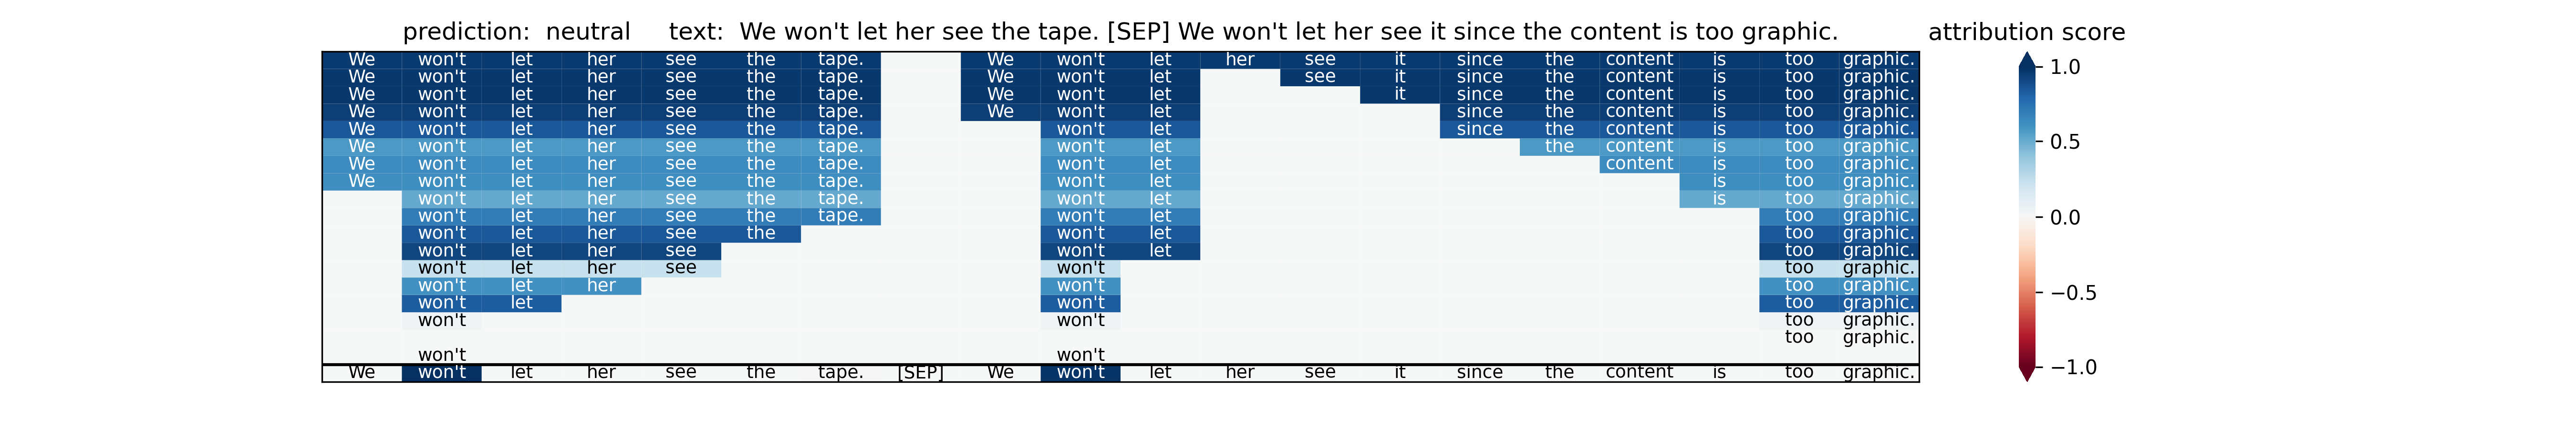 prediction: neutral text: We won't let her see the tape. [SEP] We won't let her see it since the content is too graphic. attribution score
We won't let her see the tape. We won't let her see it since the content is too graphic.
We won't let her see the tape. We won't let see it since the content is too graphic.
We won't let her see the tape. We won't let it since the content is too graphic.
We won't let her see the tape. We won't let since the content is too graphic.
We won't let her see the tape. won't let since the content is too graphic.
We won't let her see the tape. won't let the content is too graphic.
We won't let her see the tape. won't let content is too graphic.
We won't let her see the tape. won't let is too graphic.
won't let her see the tape. won't let is too graphic.
won't let her see the tape. won't let too graphic.
won't let her see the won't let too graphic.
won't let her see won't let too graphic.
won't let her see won't too graphic.
won't let her won't too graphic.
won't let won't too graphic.
won't won't too graphic.
too graphic.
won't won't
We won't let her see the tape. [SEP] We won't let her see it since the content is too graphic.
1.0
0.5
0.0
−0.5
−1.0